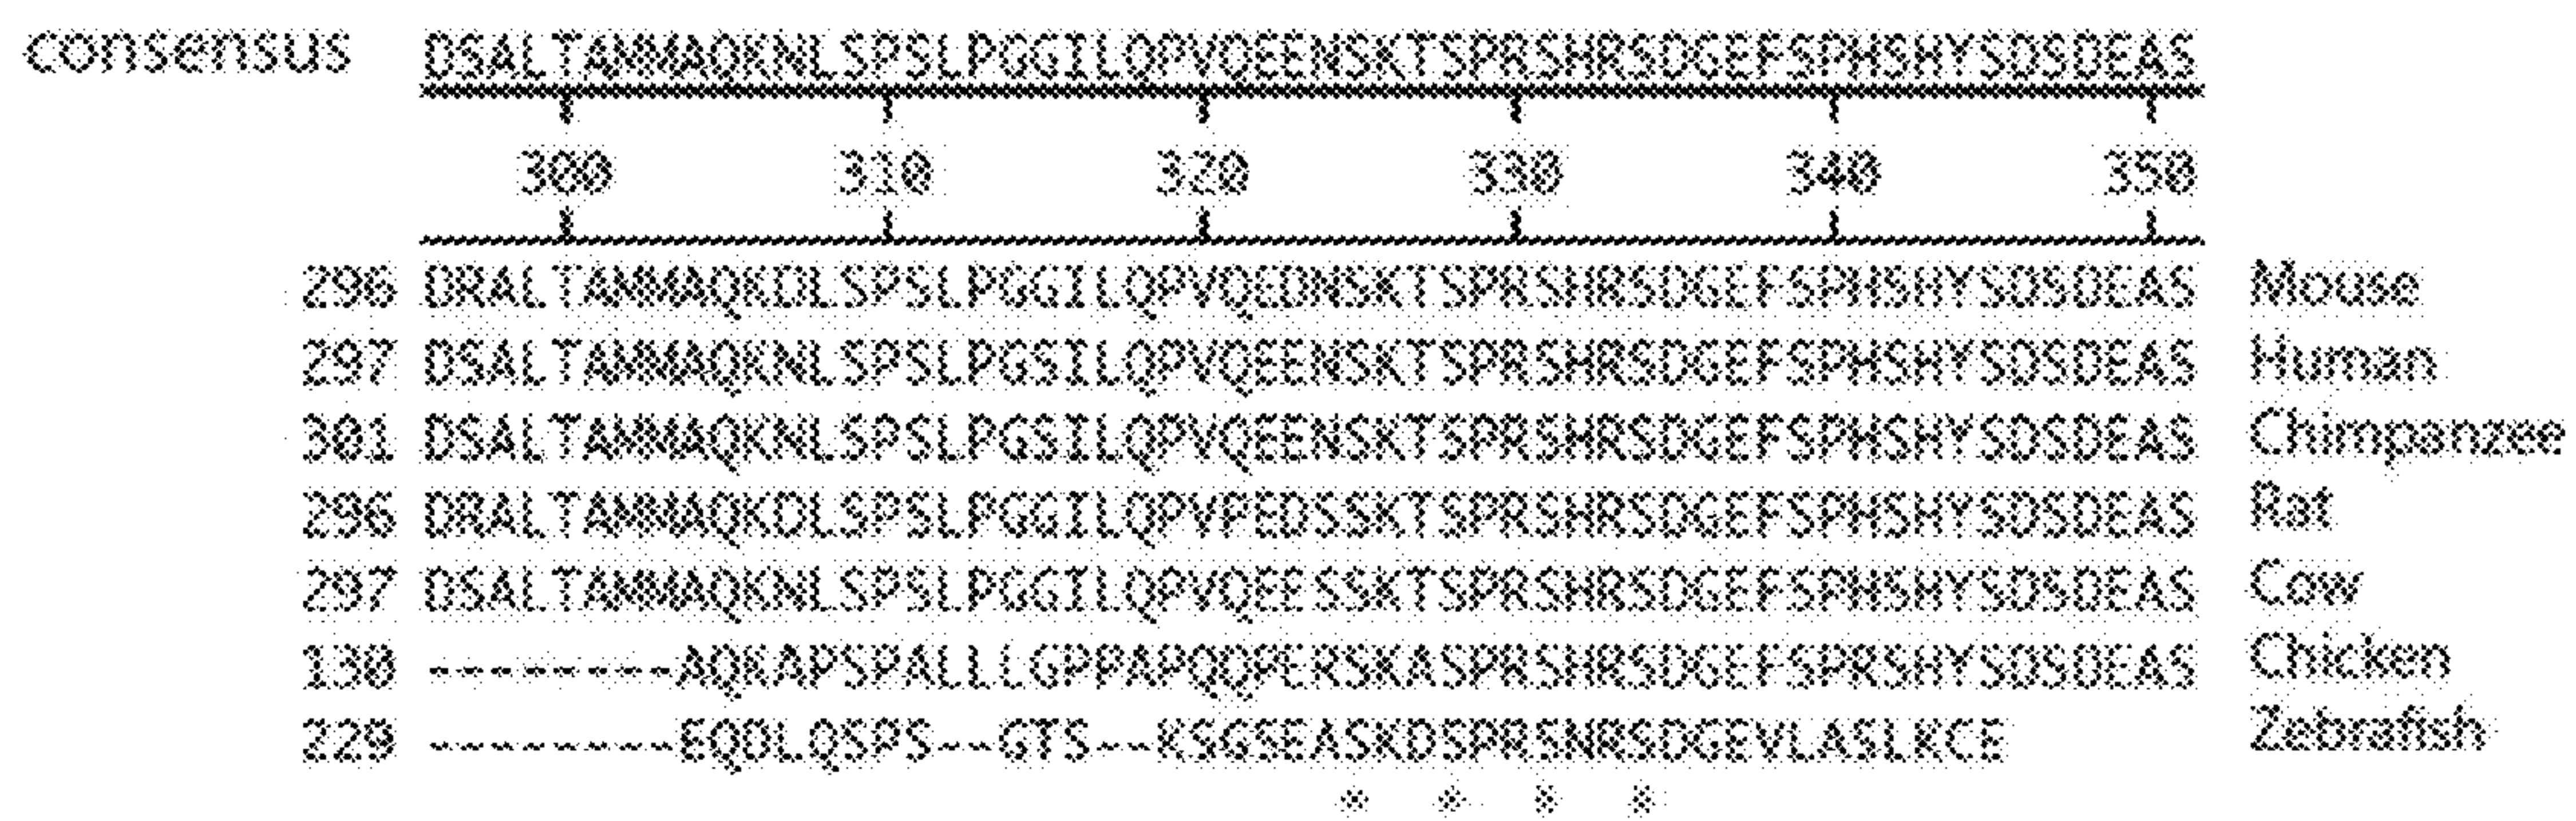 consensus DSALTAMMAQKNLSPSLPGGILQPVQEENSKTSPRSHRSDGEFSPHSHYSDSDEAS
300 310 320 330 340 350
296 DRALTAMMAQKDLSPSLPGGILQPVQEDNSKTSPRSHRSDGEFSPHSHYSDSDEAS Mouse
297 DSALTAMMAQKNLSPSLPGSILQPVQEENSKTSPRSHRSDGEFSPHSHYSDSDEAS Human
301 DSALTAMMAQKNLSPSLPGSILQPVQEENSKTSPRSHRSDGEFSPHSHYSDSDEAS Chimpanzee
296 DRALTAMMAQKDLSPSLPGGILQPVPEDSSKTSPRSHRSDGEFSPHSHYSDSDEAS Rat
297 DSALTAMMAQKNLSPSLPGGILQPVQEESSKTSPRSHRSDGEFSPHSHYSDSDEAS Cow
130 --------AQKAPSPALLLGPPAPQQPERSKASPRSHRSDGEFSPRSHYSDSDEAS Chicken
229 --------EQDLQSPS--GTS--KSGSEASKDSPRSNRSDGEVLASLKCE Zebrafish
* * * *